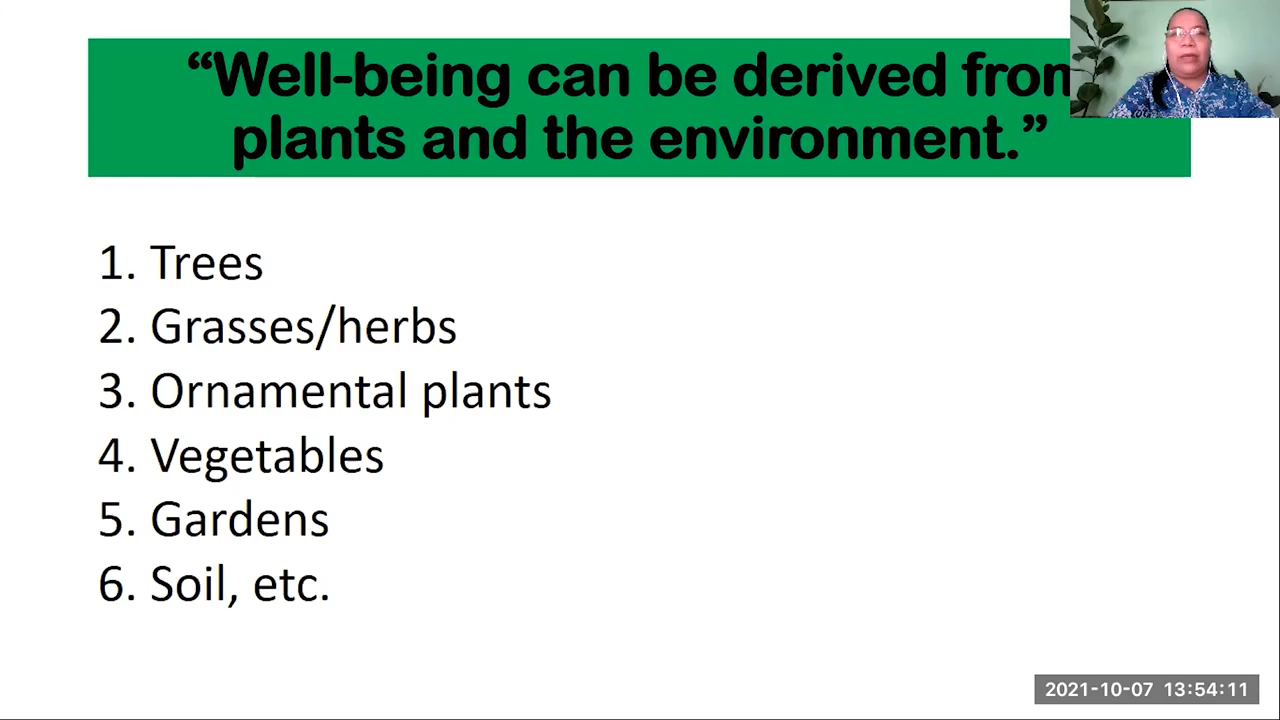 “Well-being can be derived from
plants and the environment.”
1. Trees
2. Grasses/herbs
3. Ornamental plants
4. Vegetables
5. Gardens
6. Soil, etc.
2021-10-07 13:54:11